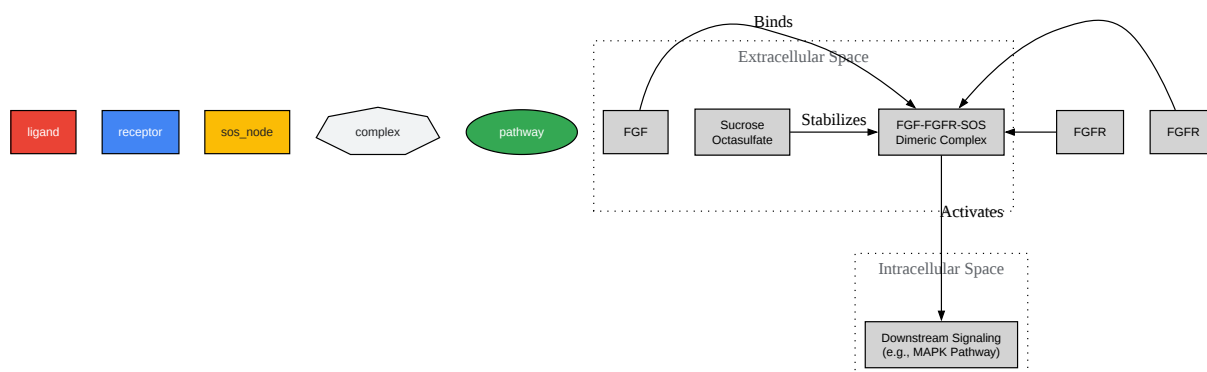 Binds
Extracellular Space
ligand
receptor
sos_node
complex
pathway
FGF
Sucrose
Octasulfate
Stabilizes
FGF-FGFR-SOS
Dimeric Complex
FGFR
FGFR
Activates
Intracellular Space
Downstream Signaling
(e.g., MAPK Pathway)